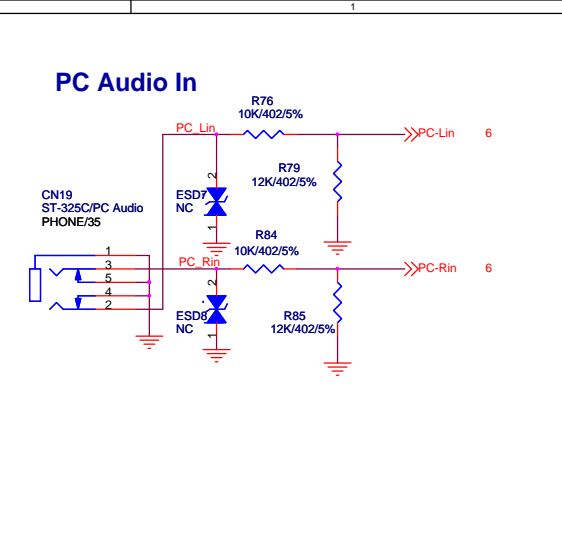 1
PC Audio In
R76
10K/402/5%
PC_Lin
PC-Lin 6
R79
12K/402/5%
2
ESD7
NC
1
CN19
ST-325C/PC Audio
PHONE/35
R84
10K/402/5%
PC_Rin
PC-Rin 6
1
3
5
4
2
2
ESD8
NC
1
R85
12K/402/5%